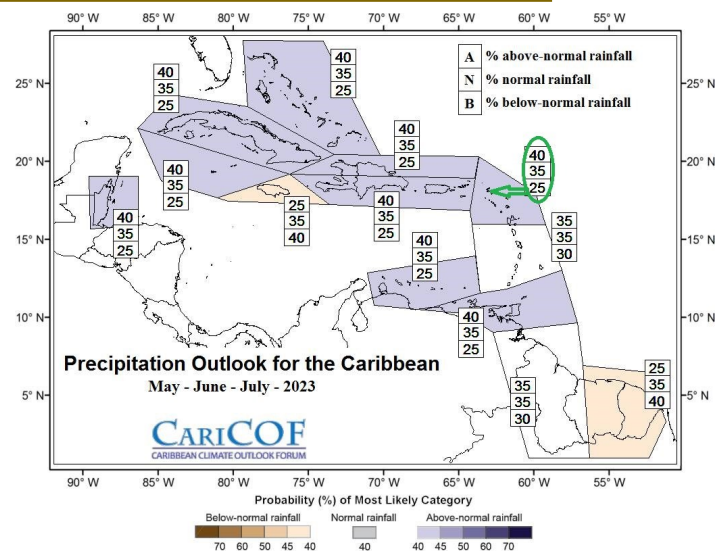 90° W 85° W 80° W 75° W 70° W 65° W 60° W 55° W
25° N
20° N
15° N
10° N
5° N
25° N
20° N
15° N
10° N
5° N
A % above-normal rainfall
N % normal rainfall
B % below-normal rainfall
40
35
25
40
35
25
40
35
25
40
35
25
40
35
25
40
35
25
25
35
40
40
35
25
35
35
30
40
35
25
40
35
25
25
35
40
35
35
30
Precipitation Outlook for the Caribbean
May - June - July - 2023
CARICOF
CARIBBEAN CLIMATE OUTLOOK FORUM
90° W 85° W 80° W 75° W 70° W 65° W 60° W 55° W
Probability (%) of Most Likely Category
Below-normal rainfall Normal rainfall Above-normal rainfall
70 60 50 45 40 40 40 45 50 60 70